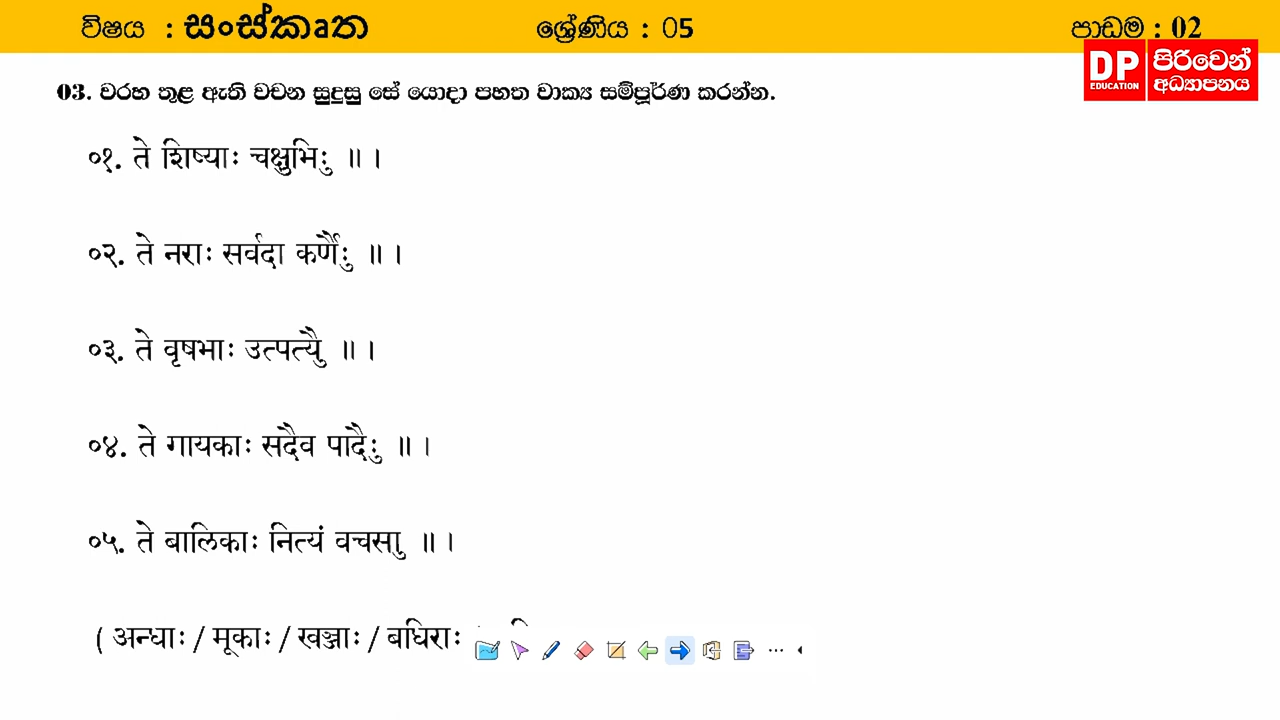 විෂය : සංස්කෘත ශ්‍රේණිය : 05 පාඩම : 02
DP EDUCATION පිරිවෙන් අධ්‍යාපනය
03. වරහ තුළ ඇති වචන සුදුසු සේ යොදා පහත වාක්‍ය සම්පූර්ණ කරන්න.
०१. ते शिष्याः चक्षुभिःु ॥ ।
०२. ते नराः सर्वदा कर्णैःु ॥ ।
०३. ते वृषभाः उत्पत्यैु ॥ ।
०४. ते गायकाः सदैव पादैःु ॥ ।
०५. ते बालिकाः नित्यं वचसाु ॥ ।
( अन्धाः / मूकाः / खञ्जाः / बधिराः